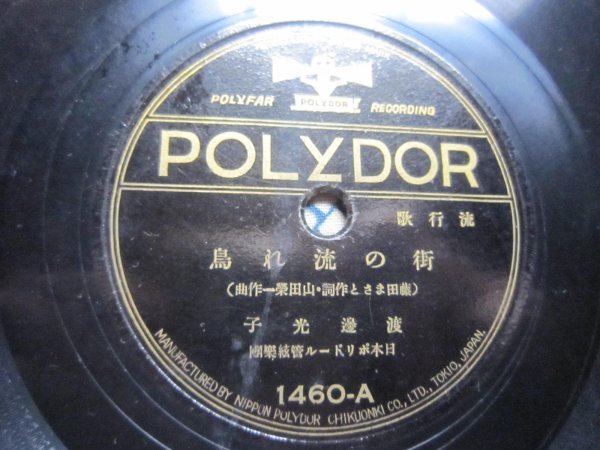 POLYFAR POLYDOR RECORDING
POLYDOR
流行歌
街の流れ鳥
(藤田まさと作詞・山田榮一作曲)
渡邊光子
日本ポリドール管絃樂團
1460-A
MANUFACTURED BY NIPPON POLYDOR CHIKUONKI CO., LTD., TOKIO, JAPAN.